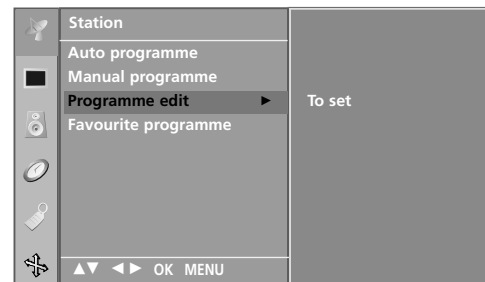 Station
Auto programme
Manual programme
Programme edit ► To set
Favourite programme
▲▼ ◄► OK MENU